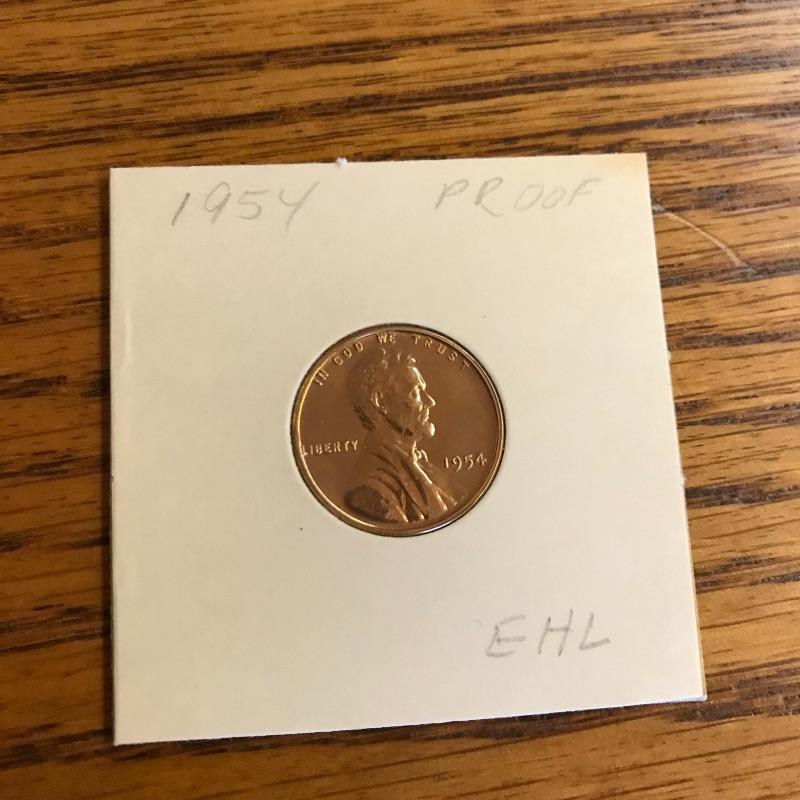 1954 PROOF
IN GOD WE TRUST
LIBERTY 1954
EHL